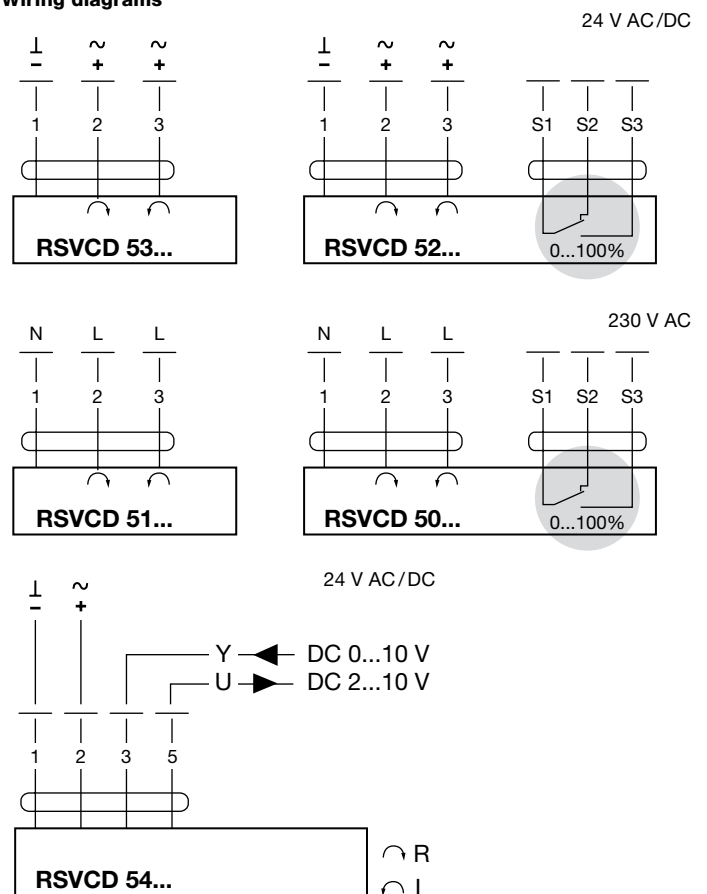 Wiring diagrams
24 V AC/DC
⊥ ~ ~
– + +
1 2 3
RSVCD 53...
⊥ ~ ~
– + +
1 2 3 S1 S2 S3
0...100%
RSVCD 52...
230 V AC
N L L
1 2 3
RSVCD 51...
N L L
1 2 3 S1 S2 S3
0...100%
RSVCD 50...
24 V AC/DC
⊥ ~
– +
Y DC 0...10 V
U DC 2...10 V
1 2 3 5
R
RSVCD 54...
L